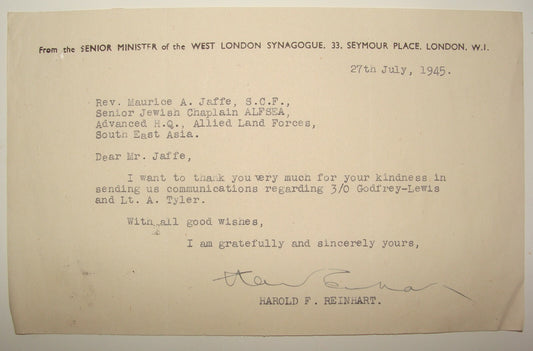 From the SENIOR MINISTER of the WEST LONDON SYNAGOGUE, 33, SEYMOUR PLACE, LONDON, W.1.
27th July, 1945.
Rev. Maurice A. Jaffe, S.C.F.,
Senior Jewish Chaplain ALFSEA,
Advanced H.Q., Allied Land Forces,
South East Asia.
Dear Mr. Jaffe,
I want to thank you very much for your kindness in
sending us communications regarding 3/O Godfrey-Lewis
and Lt. A. Tyler.
With all good wishes,
I am gratefully and sincerely yours,
HAROLD F. REINHART.